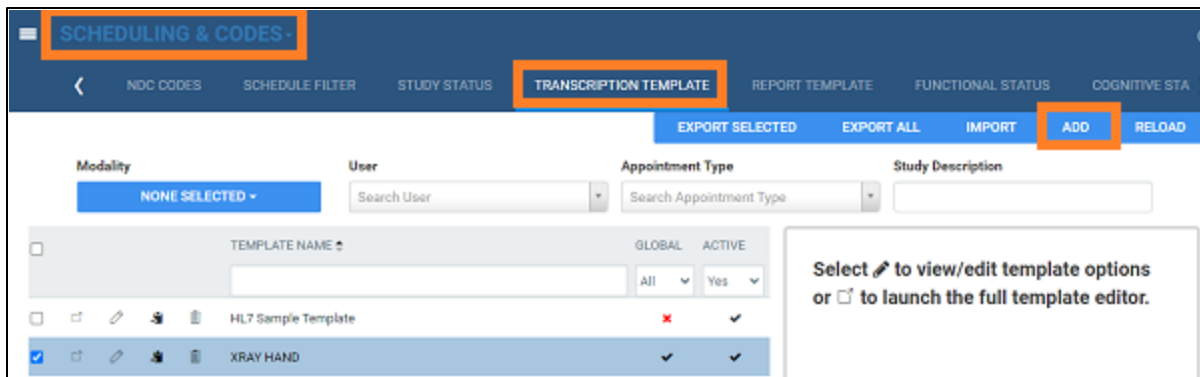 SCHEDULING & CODES
NDC CODES SCHEDULE FILTER STUDY STATUS TRANSCRIPTION TEMPLATE REPORT TEMPLATE FUNCTIONAL STATUS COGNITIVE STA
EXPORT SELECTED EXPORT ALL IMPORT ADD RELOAD
Modality User Appointment Type Study Description
NONE SELECTED Search User Search Appointment Type
TEMPLATE NAME GLOBAL ACTIVE
All Yes
Select to view/edit template options
or to launch the full template editor.
HL7 Sample Template
XRAY HAND